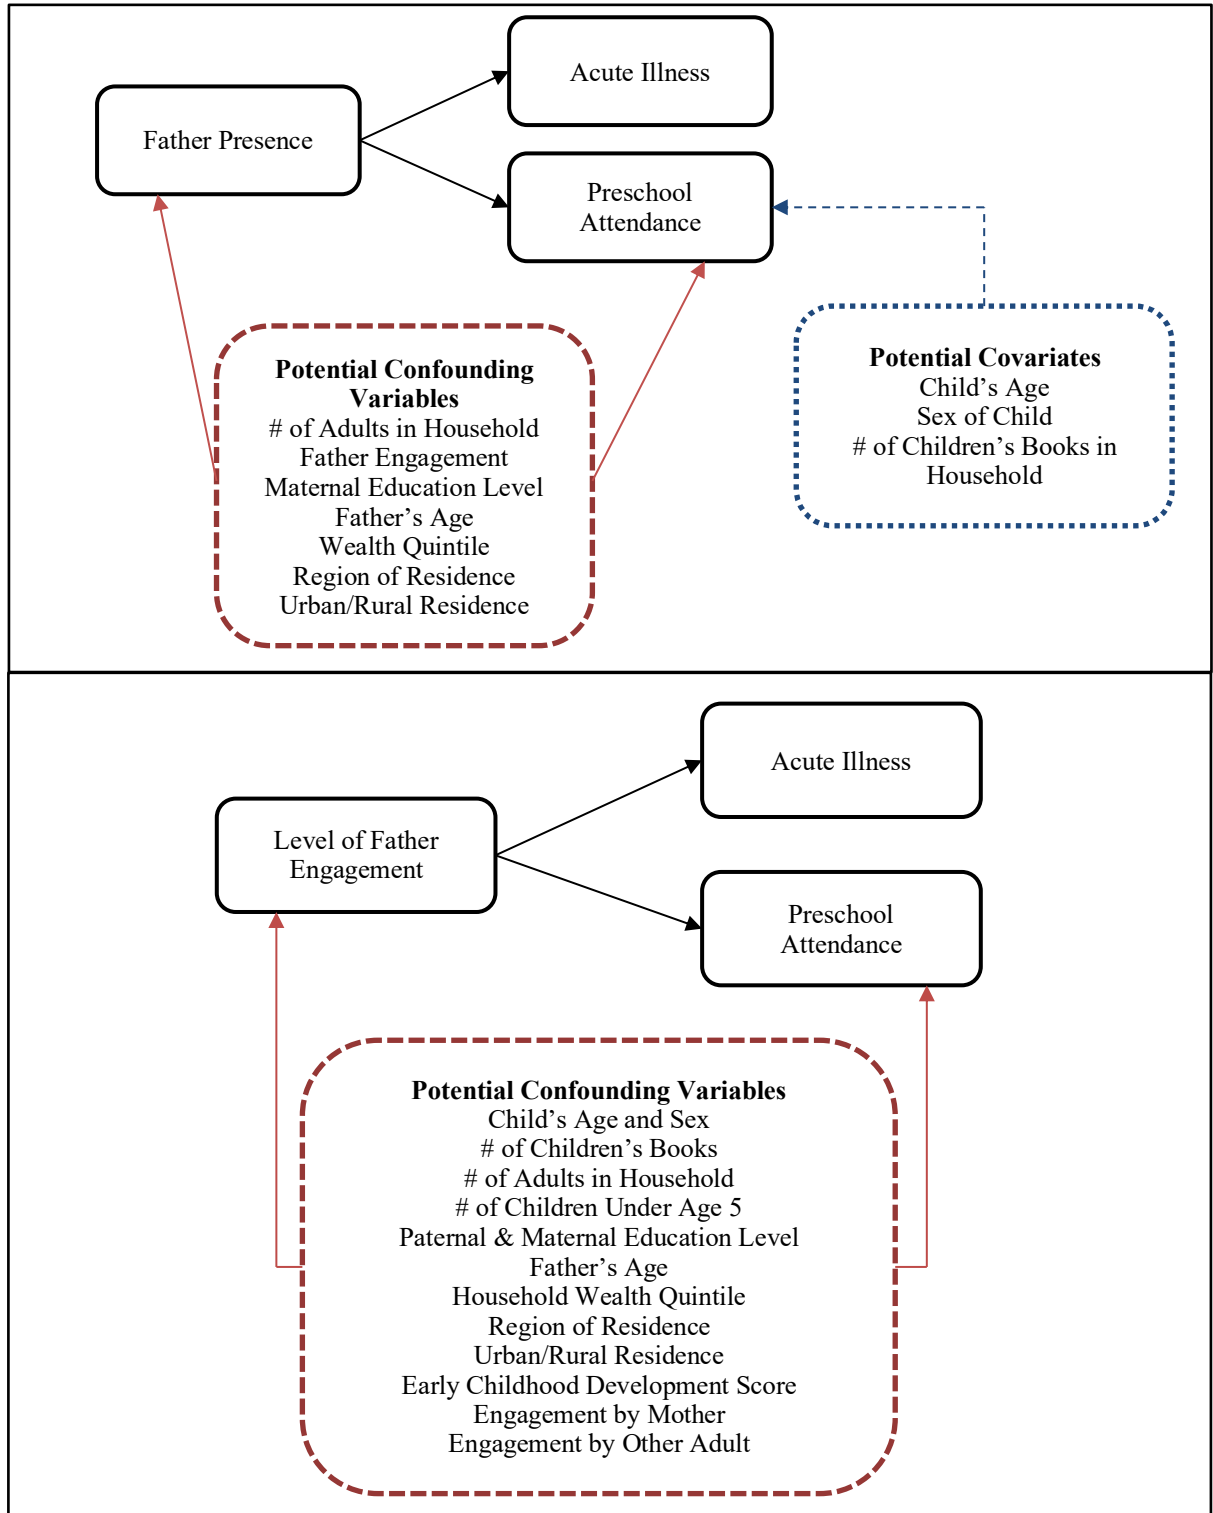 Acute Illness
Father Presence
Preschool
Attendance
Potential Confounding
Variables
# of Adults in Household
Father Engagement
Maternal Education Level
Father’s Age
Wealth Quintile
Region of Residence
Urban/Rural Residence
Potential Covariates
Child’s Age
Sex of Child
# of Children’s Books in
Household
Acute Illness
Level of Father
Engagement
Preschool
Attendance
Potential Confounding Variables
Child’s Age and Sex
# of Children’s Books
# of Adults in Household
# of Children Under Age 5
Paternal & Maternal Education Level
Father’s Age
Household Wealth Quintile
Region of Residence
Urban/Rural Residence
Early Childhood Development Score
Engagement by Mother
Engagement by Other Adult